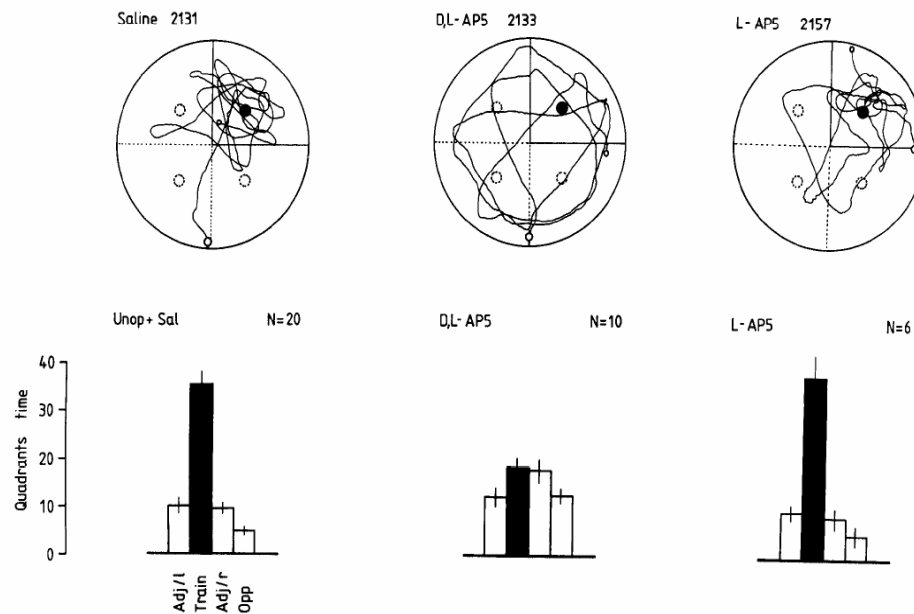 Saline 2131
D,L-AP5 2133
L-AP5 2157
Unop+ Sal N=20
D,L-AP5 N=10
L-AP5 N=6
Quadrants time
40
30
20
10
0
Adj/l
Train
Adj/r
Opp